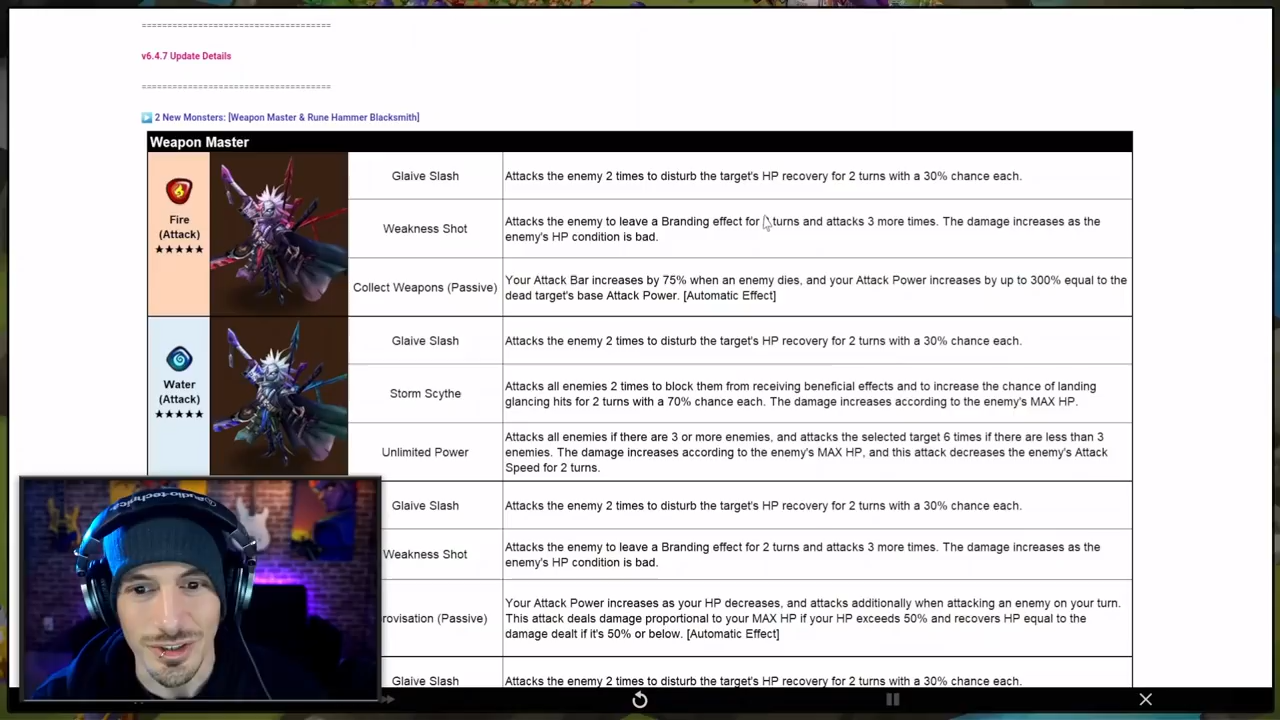 ===================================
v6.4.7 Update Details
===================================
2 New Monsters: [Weapon Master & Rune Hammer Blacksmith]
Weapon Master
Fire
(Attack)
★★★★★
Glaive Slash
Attacks the enemy 2 times to disturb the target's HP recovery for 2 turns with a 30% chance each.
Weakness Shot
Attacks the enemy to leave a Branding effect for turns and attacks 3 more times. The damage increases as the
enemy's HP condition is bad.
Collect Weapons (Passive)
Your Attack Bar increases by 75% when an enemy dies, and your Attack Power increases by up to 300% equal to the
dead target's base Attack Power. [Automatic Effect]
Water
(Attack)
★★★★★
Glaive Slash
Attacks the enemy 2 times to disturb the target's HP recovery for 2 turns with a 30% chance each.
Storm Scythe
Attacks all enemies 2 times to block them from receiving beneficial effects and to increase the chance of landing
glancing hits for 2 turns with a 70% chance each. The damage increases according to the enemy's MAX HP.
Unlimited Power
Attacks all enemies if there are 3 or more enemies, and attacks the selected target 6 times if there are less than 3
enemies. The damage increases according to the enemy's MAX HP, and this attack decreases the enemy's Attack
Speed for 2 turns.
Glaive Slash
Attacks the enemy 2 times to disturb the target's HP recovery for 2 turns with a 30% chance each.
Weakness Shot
Attacks the enemy to leave a Branding effect for 2 turns and attacks 3 more times. The damage increases as the
enemy's HP condition is bad.
rovisation (Passive)
Your Attack Power increases as your HP decreases, and attacks additionally when attacking an enemy on your turn.
This attack deals damage proportional to your MAX HP if your HP exceeds 50% and recovers HP equal to the
damage dealt if it's 50% or below. [Automatic Effect]
Glaive Slash
Attacks the enemy 2 times to disturb the target's HP recovery for 2 turns with a 30% chance each.
audio-technica